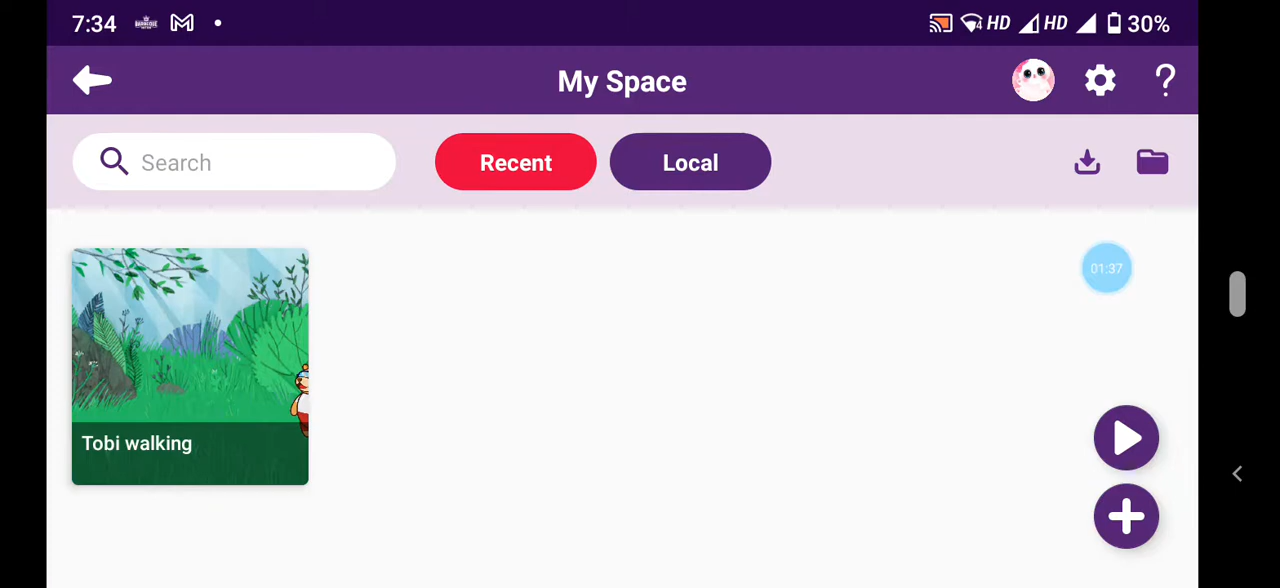 7:34 HD HD 30%
My Space
Search Recent Local
01:37
Tobi walking